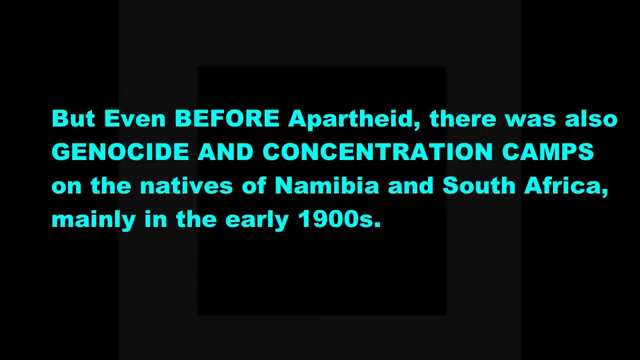 But Even BEFORE Apartheid, there was also
GENOCIDE AND CONCENTRATION CAMPS
on the natives of Namibia and South Africa,
mainly in the early 1900s.